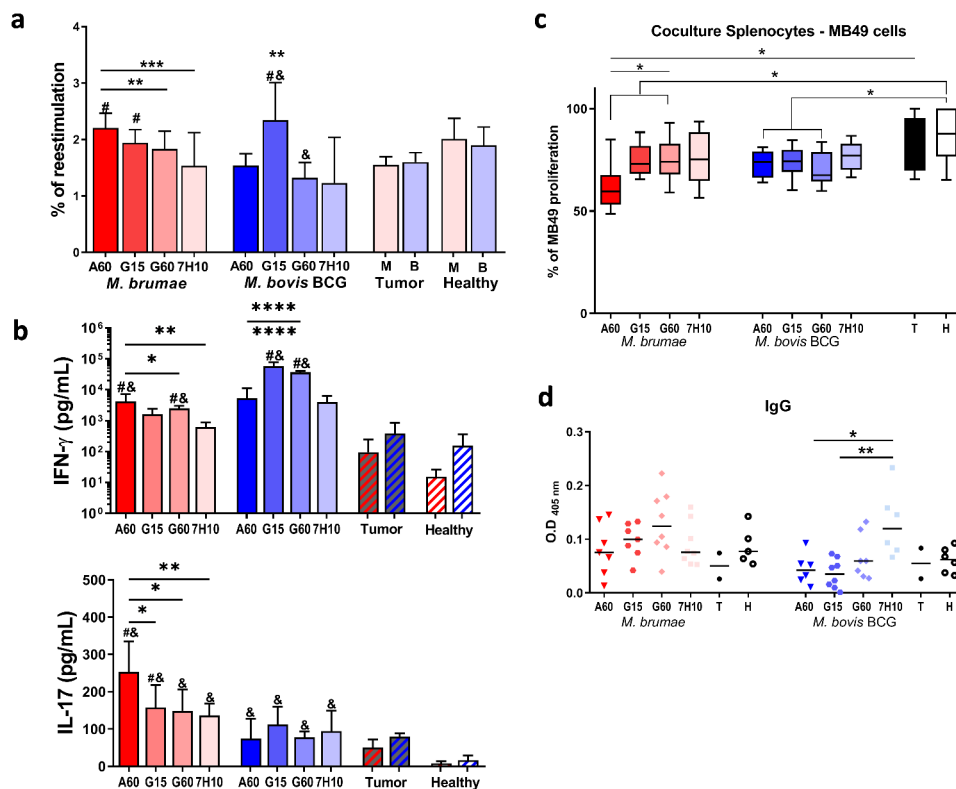 a
% of reestimulation
4
3
2
1
0
***
**
#
#
**
#&
&
A60 G15 G60 7H10
A60 G15 G60 7H10
M B
M B
M. brumae
M. bovis BCG
Tumor
Healthy
b
IFN-γ (pg/mL)
10⁶
10⁵
10⁴
10³
10²
10¹
10⁰
**
*
#&
#&
****
****
#&
#&
A60 G15 G60 7H10
A60 G15 G60 7H10
Tumor
Healthy
IL-17 (pg/mL)
500
400
300
200
100
0
**
*
*
#&
#&
&
&
&
&
&
&
A60 G15 G60 7H10
A60 G15 G60 7H10
Tumor
Healthy
c
Coculture Splenocytes - MB49 cells
% of MB49 proliferation
100
50
0
*
*
*
*
A60 G15 G60 7H10
A60 G15 G60 7H10
T
H
M. brumae
M. bovis BCG
d
IgG
O.D 405 nm
0.3
0.2
0.1
0.0
*
**
A60 G15 G60 7H10 T H
A60 G15 G60 7H10 T H
M. brumae
M. bovis BCG